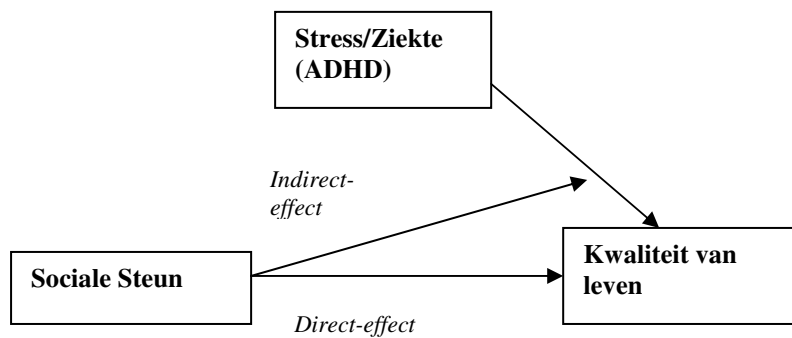 Stress/Ziekte
(ADHD)
Indirect-
effect
Sociale Steun
Kwaliteit van
leven
Direct-effect